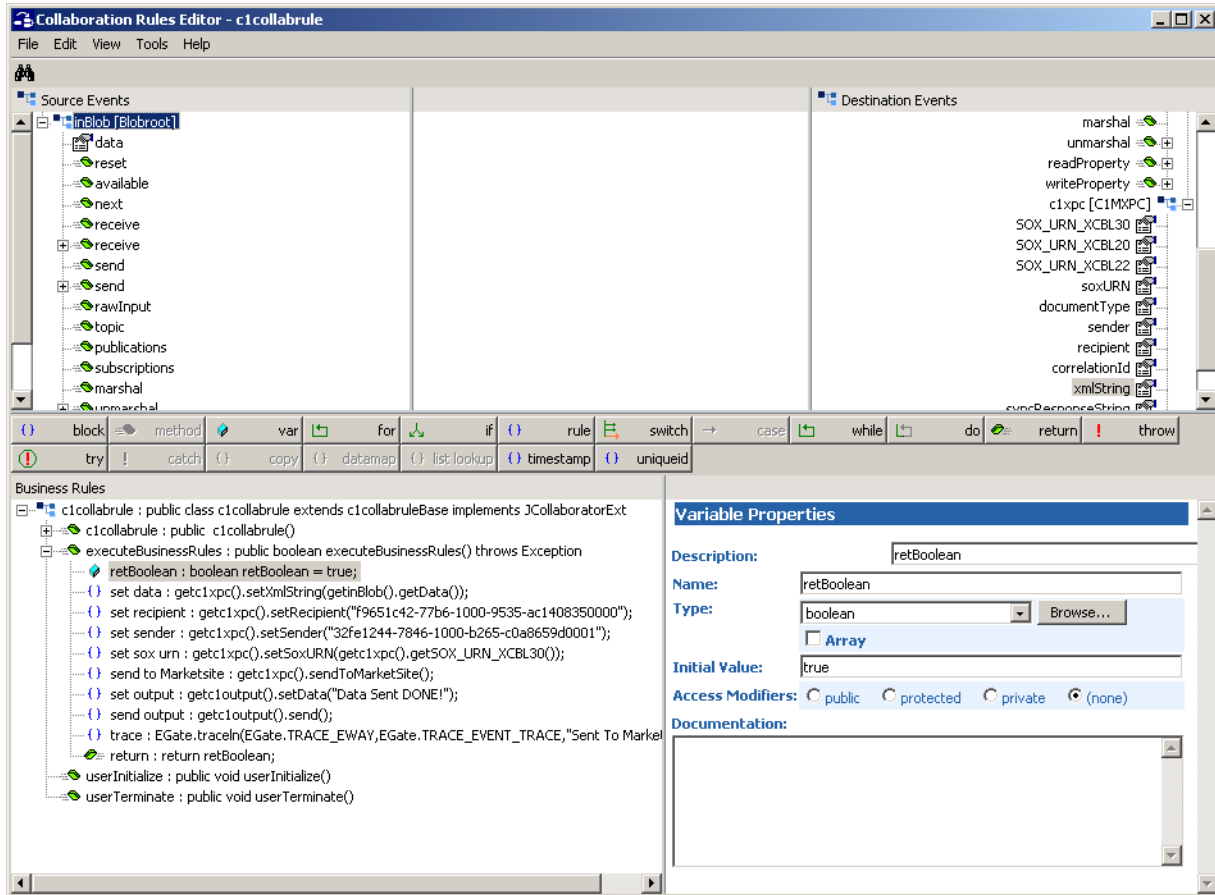 Collaboration Rules Editor - c1collabrule
File Edit View Tools Help
Source Events
inBlob [Blobroot]
data
reset
available
next
receive
receive
send
send
rawInput
topic
publications
subscriptions
marshal
unmarshal
Destination Events
marshal
unmarshal
readProperty
writeProperty
c1xpc [C1MXPC]
SOX_URN_XCBL30
SOX_URN_XCBL20
SOX_URN_XCBL22
soxURN
documentType
sender
recipient
correlationId
xmlString
syncResponseString
{} block method var for if {} rule switch case while do return ! throw
try ! catch {} copy {} datamap {} list lookup {} timestamp {} uniqueid
Business Rules
c1collabrule : public class c1collabrule extends c1collabruleBase implements JCollaboratorExt
c1collabrule : public c1collabrule()
executeBusinessRules : public boolean executeBusinessRules() throws Exception
retBoolean : boolean retBoolean = true;
{} set data : getc1xpc().setXmlString(getinBlob().getData());
{} set recipient : getc1xpc().setRecipient("f9651c42-77b6-1000-9535-ac1408350000");
{} set sender : getc1xpc().setSender("32fe1244-7846-1000-b265-c0a8659d0001");
{} set sox urn : getc1xpc().setSoxURN(getc1xpc().getSOX_URN_XCBL30());
{} send to Marketsite : getc1xpc().sendToMarketSite();
{} set output : getc1output().setData("Data Sent DONE!");
{} send output : getc1output().send();
{} trace : EGate.traceln(EGate.TRACE_EWAY,EGate.TRACE_EVENT_TRACE,"Sent To Market
return : return retBoolean;
userInitialize : public void userInitialize()
userTerminate : public void userTerminate()
Variable Properties
Description: retBoolean
Name: retBoolean
Type: boolean Browse...
Array
Initial Value: true
Access Modifiers: public protected private (none)
Documentation: